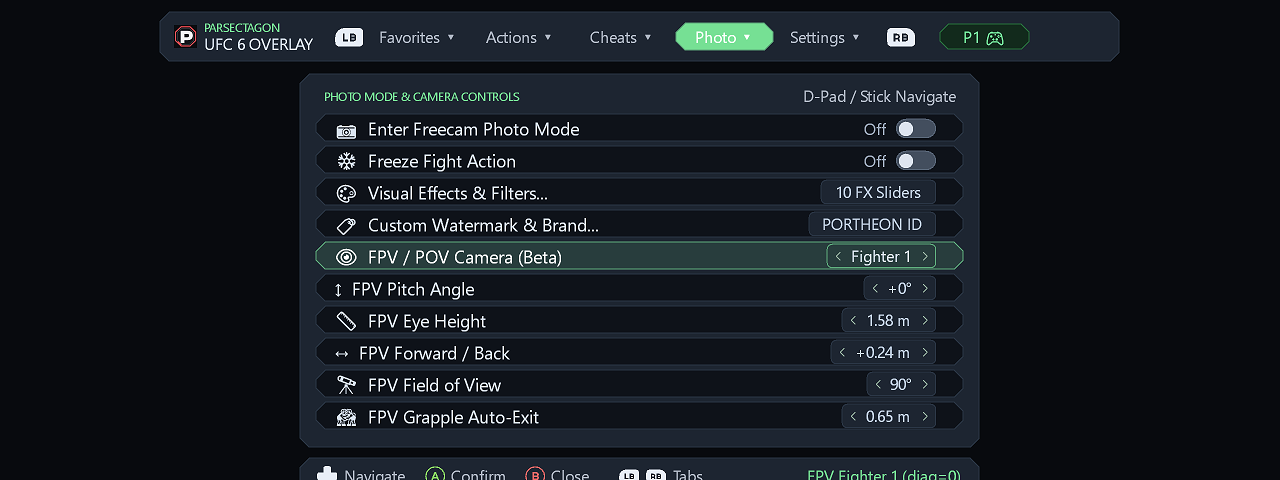 PARSECTAGON
UFC 6 OVERLAY
LB Favorites ▼ Actions ▼ Cheats ▼ Photo ▼ Settings ▼ RB P1
PHOTO MODE & CAMERA CONTROLS D-Pad / Stick Navigate
Enter Freecam Photo Mode Off
Freeze Fight Action Off
Visual Effects & Filters... 10 FX Sliders
Custom Watermark & Brand... PORTHEON ID
FPV / POV Camera (Beta) < Fighter 1 >
↕ FPV Pitch Angle < +0° >
FPV Eye Height < 1.58 m >
↔ FPV Forward / Back < +0.24 m >
FPV Field of View < 90° >
FPV Grapple Auto-Exit < 0.65 m >
Navigate A Confirm B Close LB RB Tabs FPV Fighter 1 (diag=0)